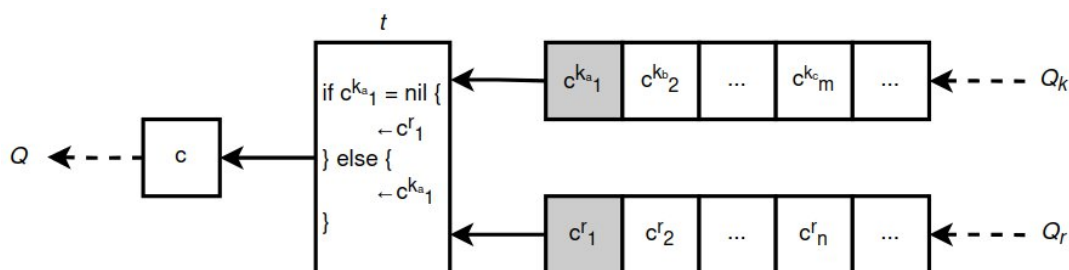 t
if c^{k_a}_1 = nil {
←c^r_1
} else {
←c^{k_a}_1
}
c^{k_a}_1 c^{k_b}_2 ... c^{k_c}_m ... Q_k
Q c
c^r_1 c^r_2 ... c^r_n ... Q_r